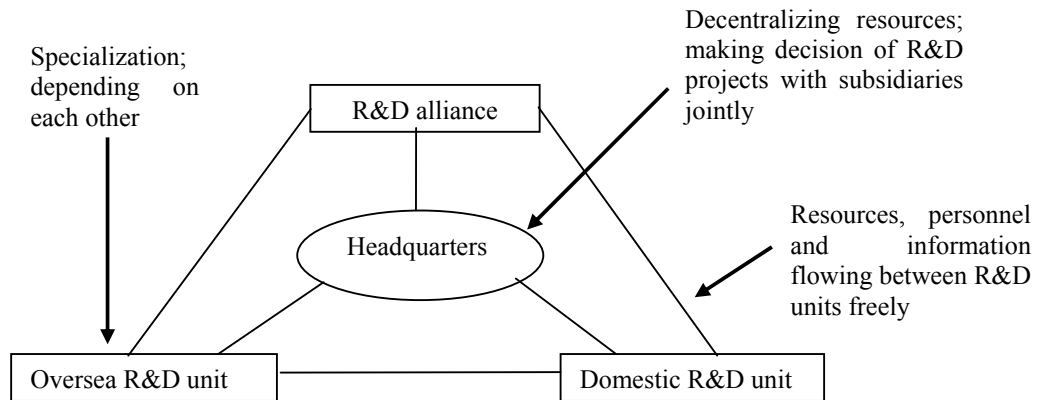 Specialization;
depending on
each other
Decentralizing resources;
making decision of R&D
projects with subsidiaries
jointly
R&D alliance
Headquarters
Resources, personnel
and information
flowing between R&D
units freely
Oversea R&D unit
Domestic R&D unit